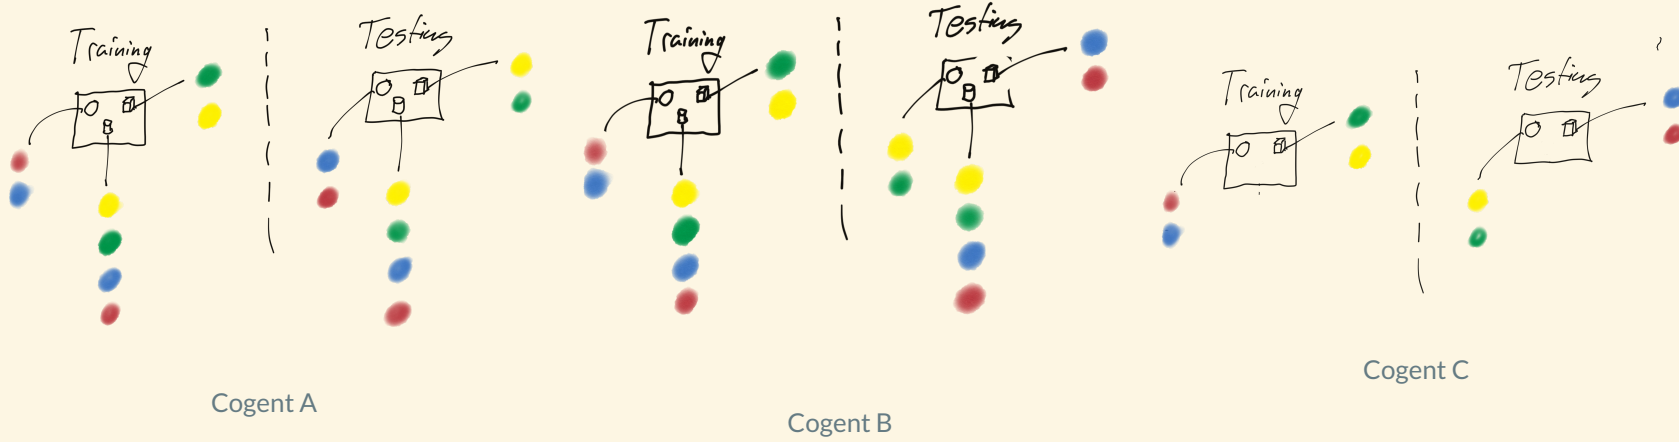 Training
Testing
Training
Testing
Training
Testing
Cogent A
Cogent B
Cogent C